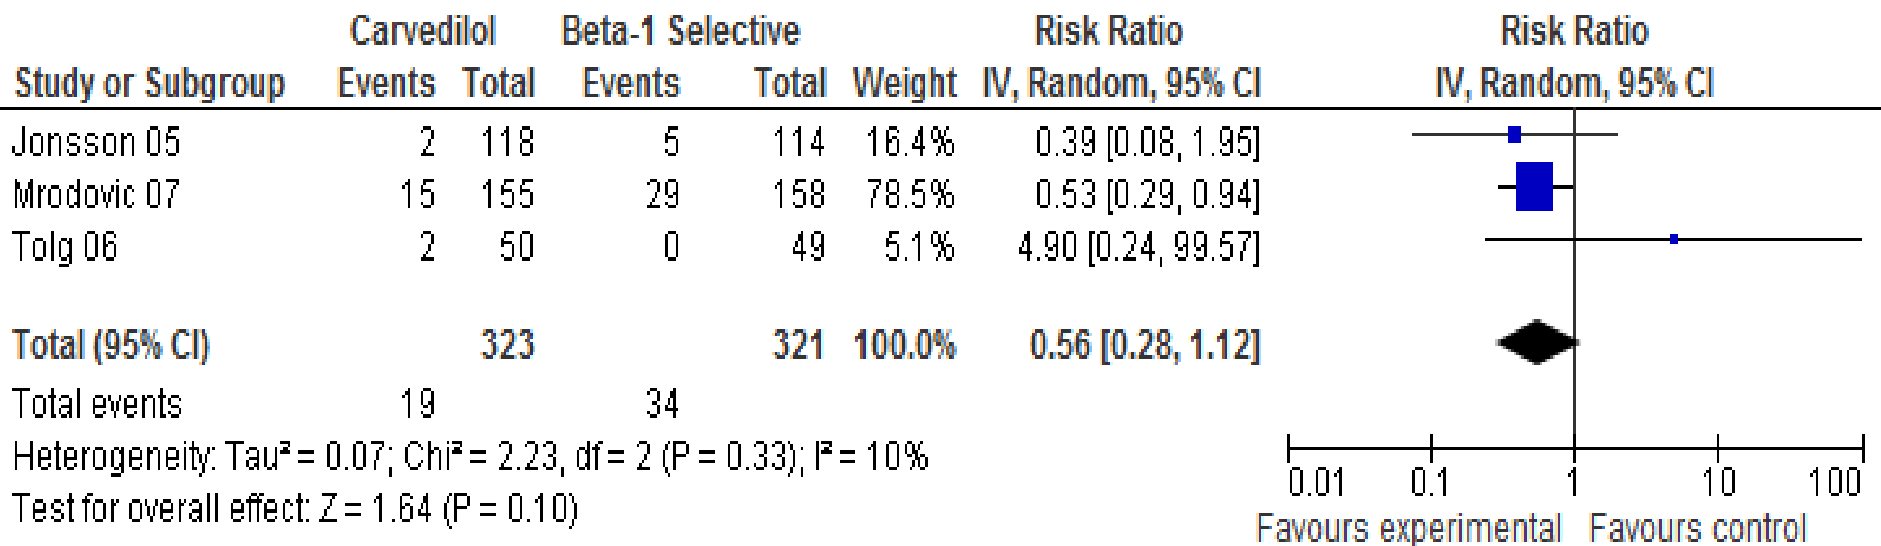 Carvedilol Beta-1 Selective Risk Ratio Risk Ratio
Study or Subgroup Events Total Events Total Weight IV, Random, 95% CI IV, Random, 95% CI
Jonsson 05 2 118 5 114 16.4% 0.39 [0.08, 1.95]
Mrodovic 07 15 155 29 158 78.5% 0.53 [0.29, 0.94]
Tolg 06 2 50 0 49 5.1% 4.90 [0.24, 99.57]
Total (95% CI) 323 321 100.0% 0.56 [0.28, 1.12]
Total events 19 34
Heterogeneity: Tau² = 0.07; Chi² = 2.23, df = 2 (P = 0.33); I² = 10%
Test for overall effect: Z = 1.64 (P = 0.10)
0.01 0.1 1 10 100
Favours experimental Favours control